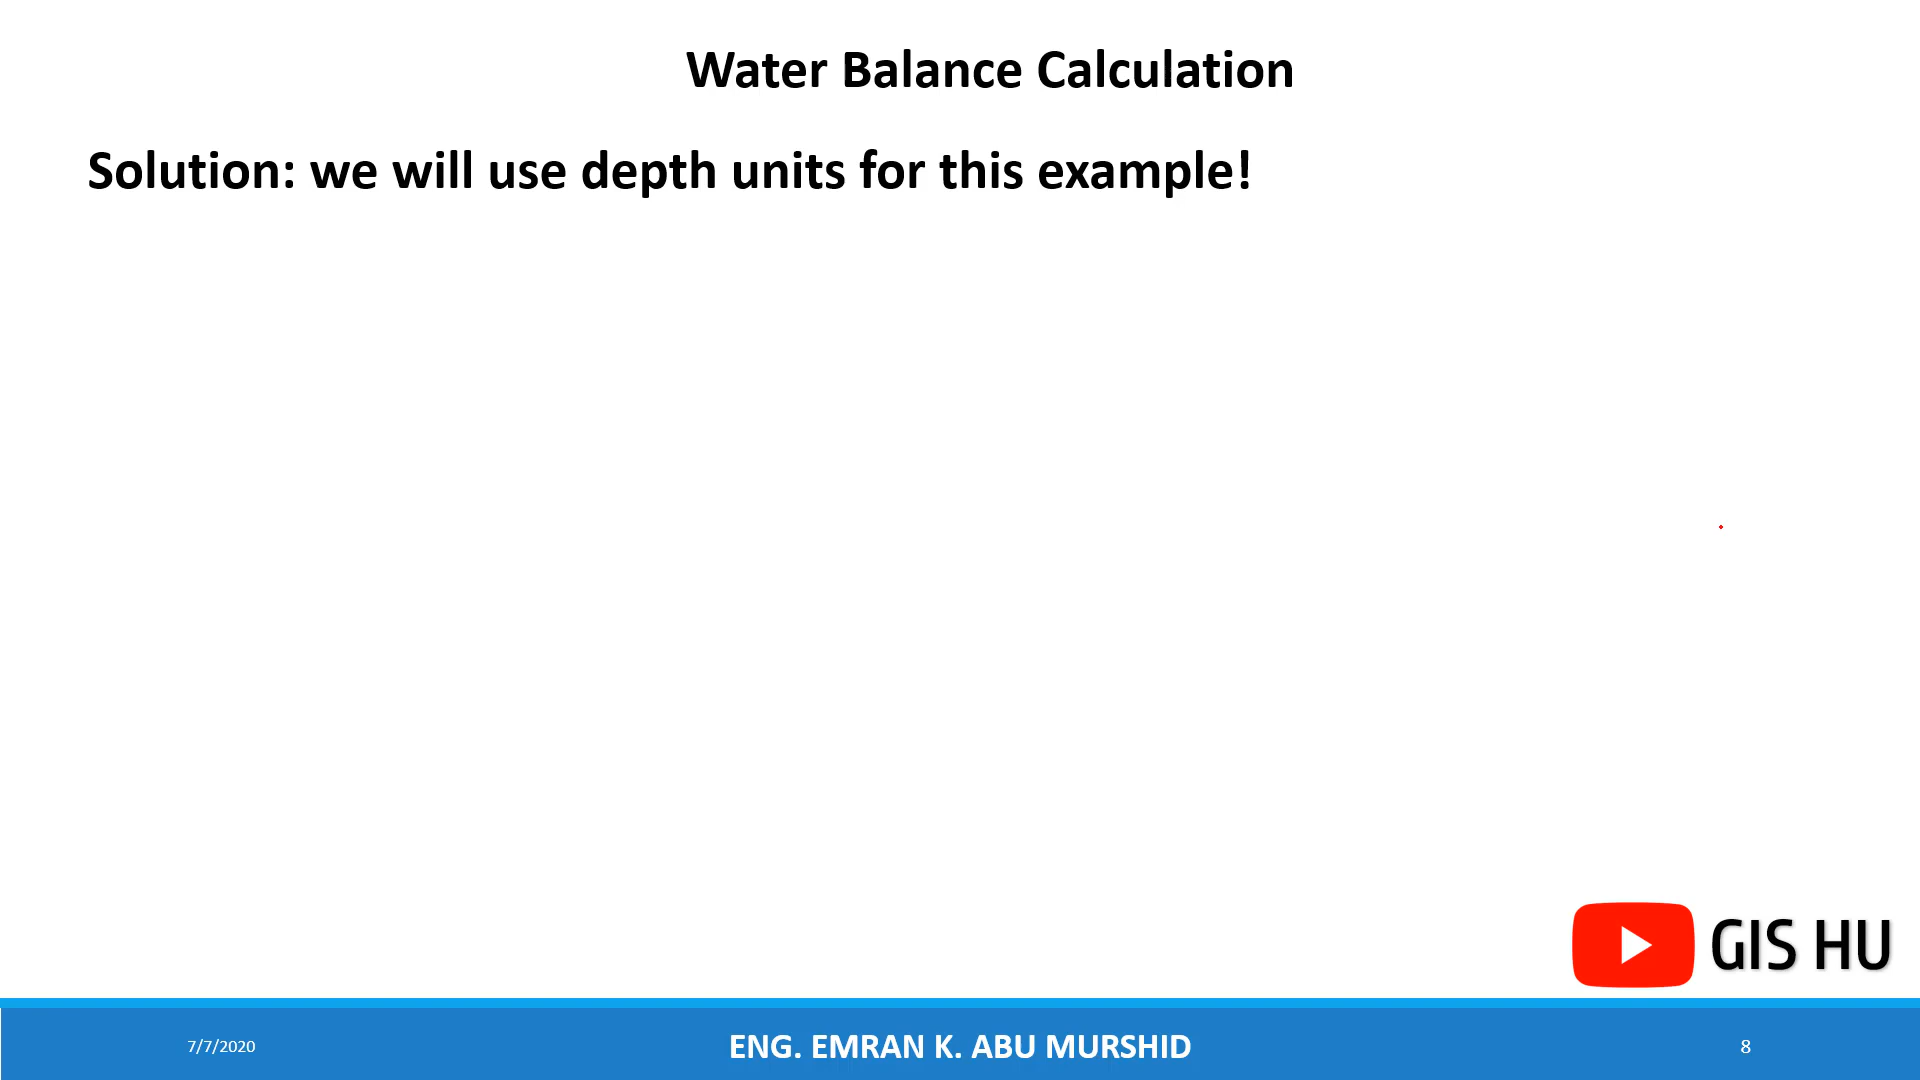 Water Balance Calculation
Solution: we will use depth units for this example!
GIS HU
7/7/2020
ENG. EMRAN K. ABU MURSHID
8